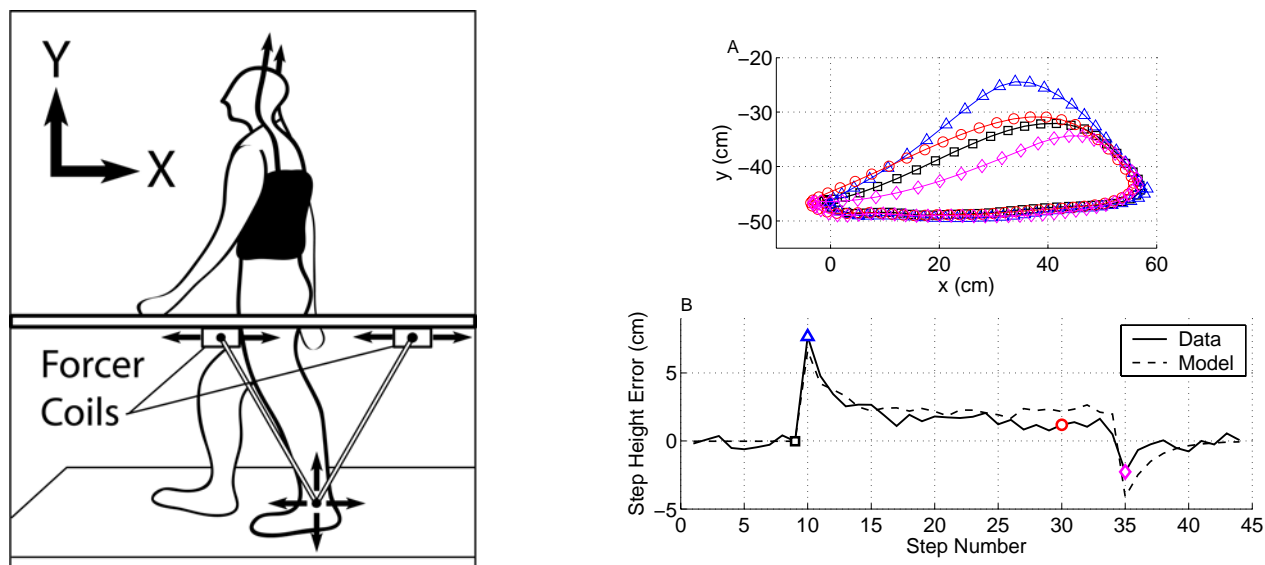 Y
X
Forcer
Coils
A
−20
−30
−40
−50
y (cm)
0 20 40 60
x (cm)
B
5
0
−5
Step Height Error (cm)
Data
Model
0 5 10 15 20 25 30 35 40 45
Step Number